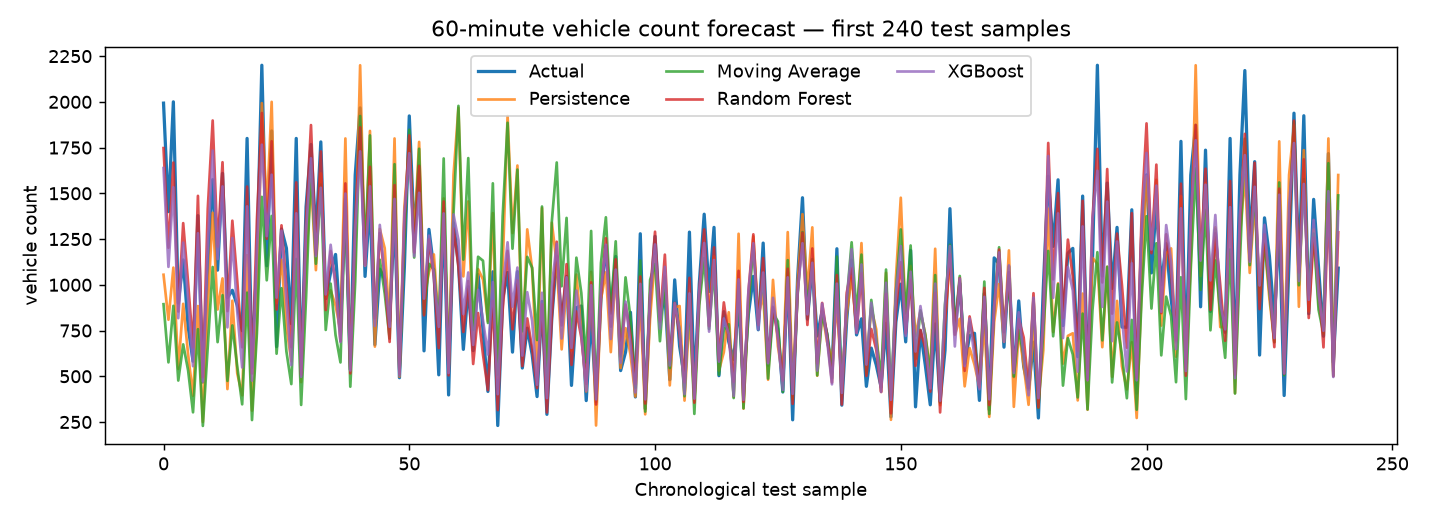 60-minute vehicle count forecast — first 240 test samples
Actual
Persistence
Moving Average
Random Forest
XGBoost
vehicle count
2250
2000
1750
1500
1250
1000
750
500
250
0
50
100
150
200
250
Chronological test sample